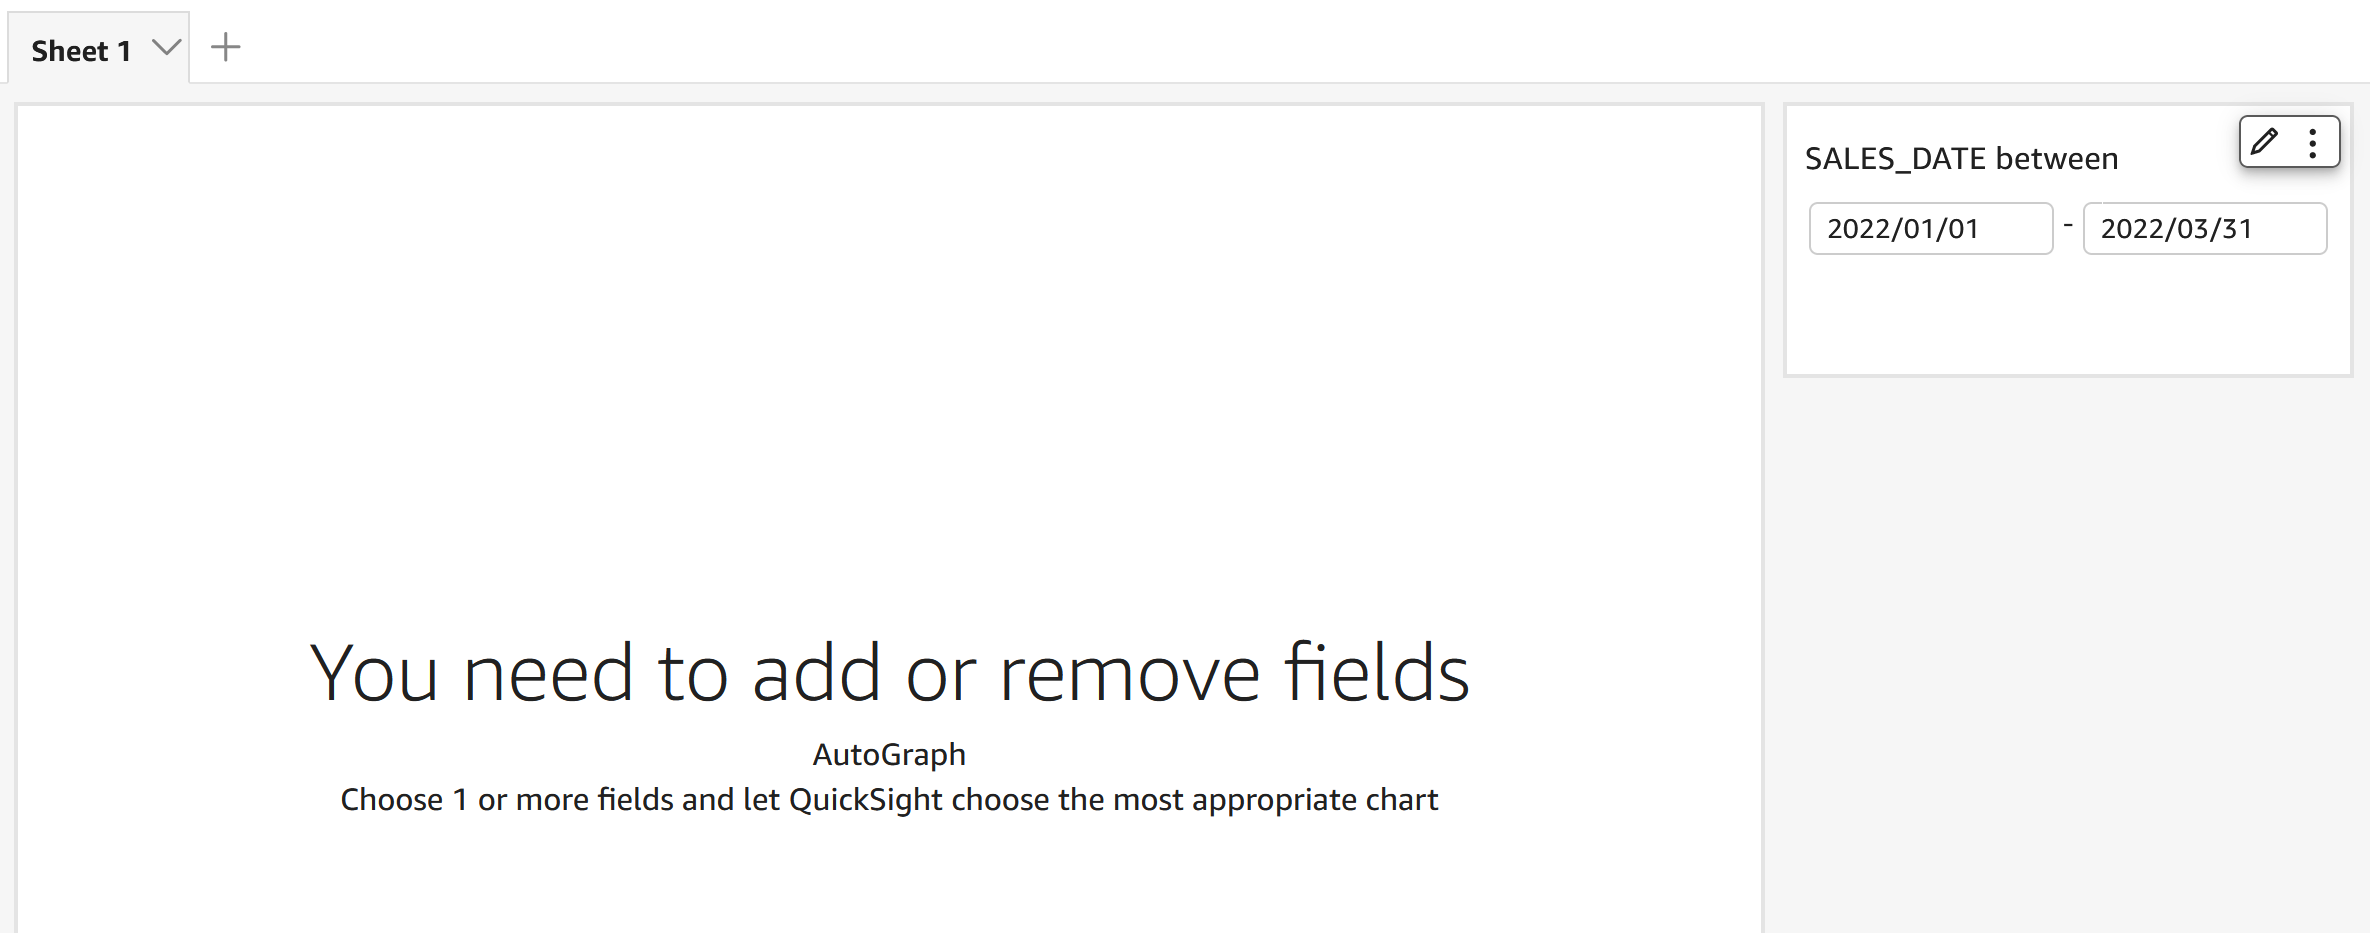 Sheet 1
SALES_DATE between
2022/01/01 - 2022/03/31
You need to add or remove fields
AutoGraph
Choose 1 or more fields and let QuickSight choose the most appropriate chart